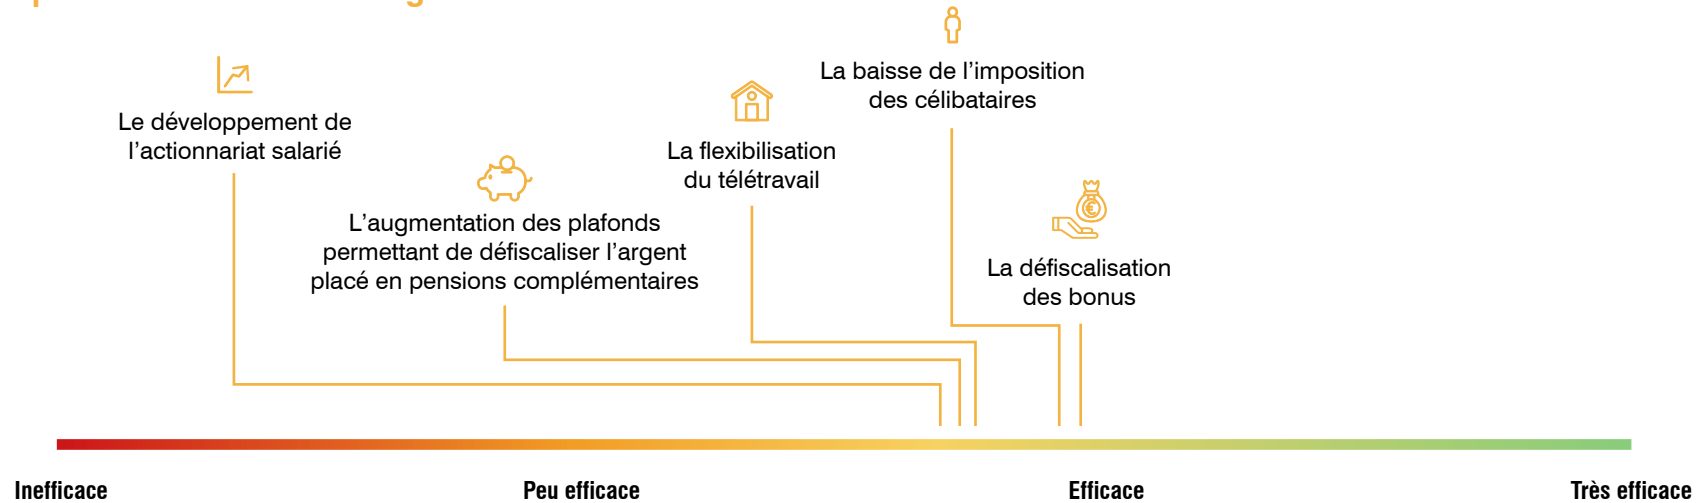 Le développement de
l’actionnariat salarié
L’augmentation des plafonds
permettant de défiscaliser l’argent
placé en pensions complémentaires
La flexibilisation
du télétravail
La baisse de l’imposition
des célibataires
€
La défiscalisation
des bonus
Inefficace
Peu efficace
Efficace
Très efficace